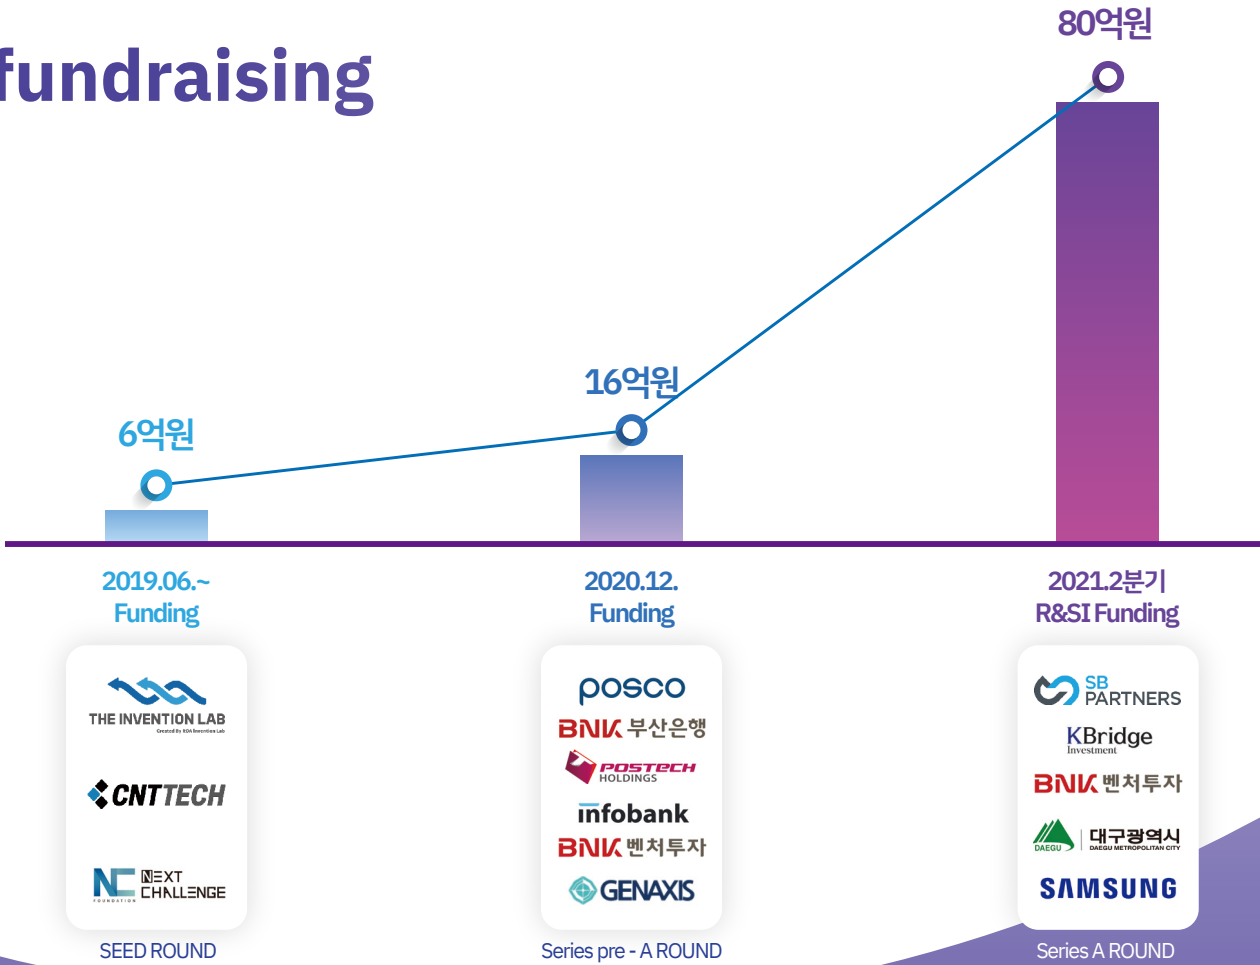 fundraising
80억원
16억원
6억원
2019.06.~
Funding
2020.12.
Funding
2021.2분기
R&SI Funding
THE INVENTION LAB
CNTTECH
NC
FOUNDATION
NEXT
CHALLENGE
SEED ROUND
posco
BNK 부산은행
POSTECH
HOLDINGS
infobank
BNK 벤처투자
GENAXIS
Series pre - A ROUND
SB
PARTNERS
KBridge
Investment
BNK 벤처투자
DAEGU
대구광역시
DAEGU METROPOLITAN CITY
SAMSUNG
Series A ROUND